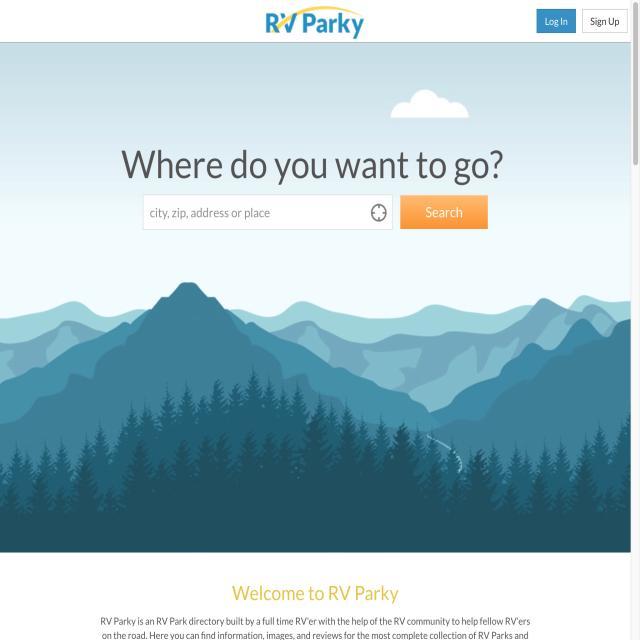 RV Parky
Log In
Sign Up
Where do you want to go?
city, zip, address or place
Search
Welcome to RV Parky
RV Parky is an RV Park directory built by a full time RV'er with the help of the RV community to help fellow RV'ers
on the road. Here you can find information, images, and reviews for the most complete collection of RV Parks and